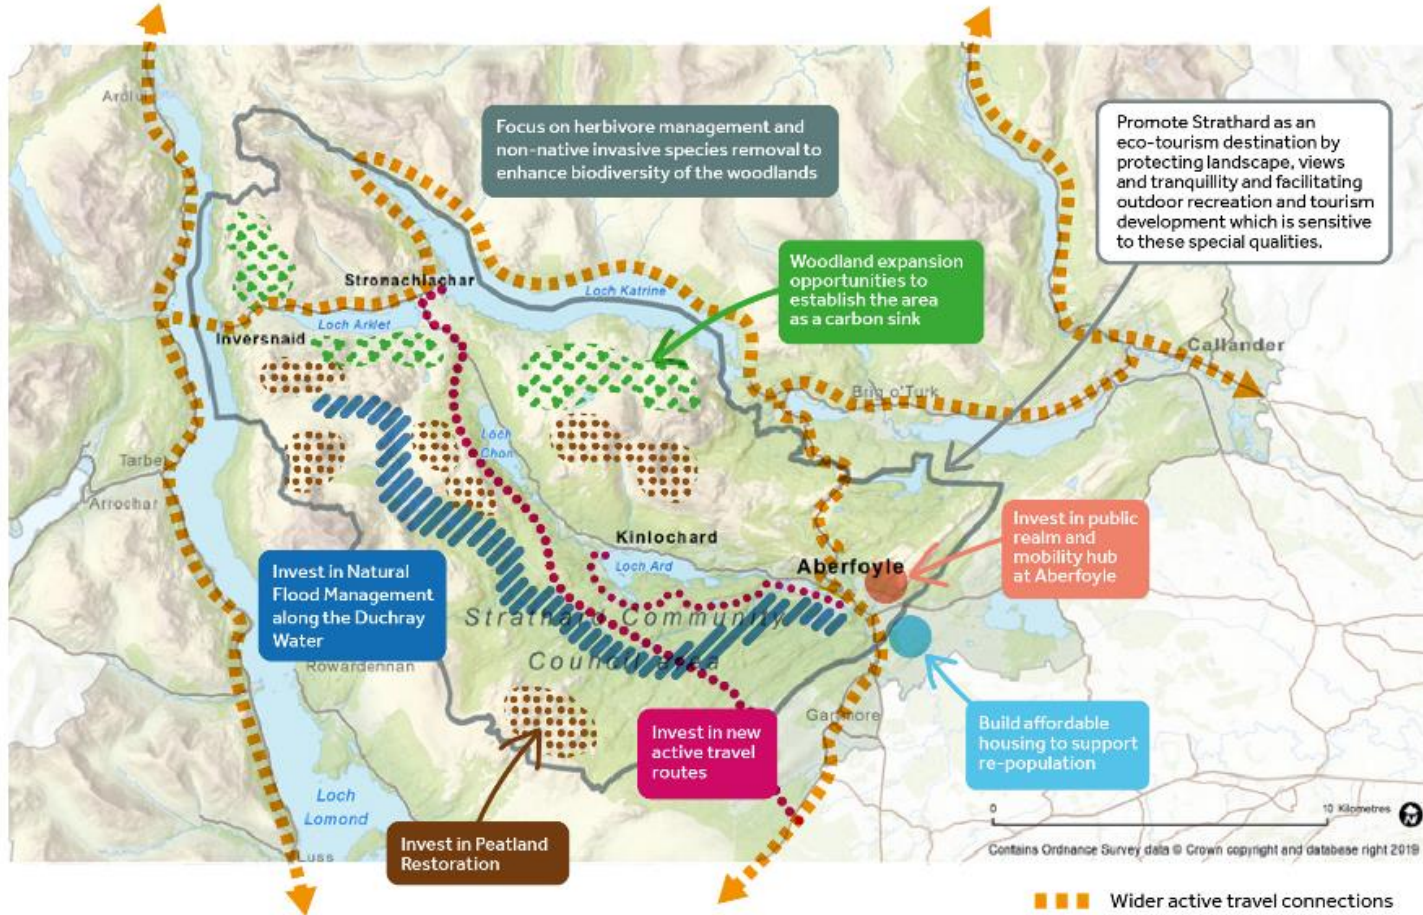 Ardlui
Focus on herbivore management and
non-native invasive species removal to
enhance biodiversity of the woodlands
Promote Strathard as an
eco-tourism destination by
protecting landscape, views
and tranquillity and facilitating
outdoor recreation and tourism
development which is sensitive
to these special qualities.
Woodland expansion
opportunities to
establish the area
as a carbon sink
Stronachlachar
Loch Katrine
Loch Arklet
Inversnaid
Callander
Brig o'Turk
Loch
Chon
Tarbet
Arrochar
Invest in public
realm and
mobility hub
at Aberfoyle
Kinlochard
Loch Ard
Aberfoyle
Invest in Natural
Flood Management
along the Duchray
Water
Strathard Community
Council area
Rowardennan
Gartmore
Invest in new
active travel
routes
Build affordable
housing to support
re-population
Loch
Lomond
Luss
Invest in Peatland
Restoration
0
10 Kilometres
N
Contains Ordnance Survey data © Crown copyright and database right 2019
Wider active travel connections